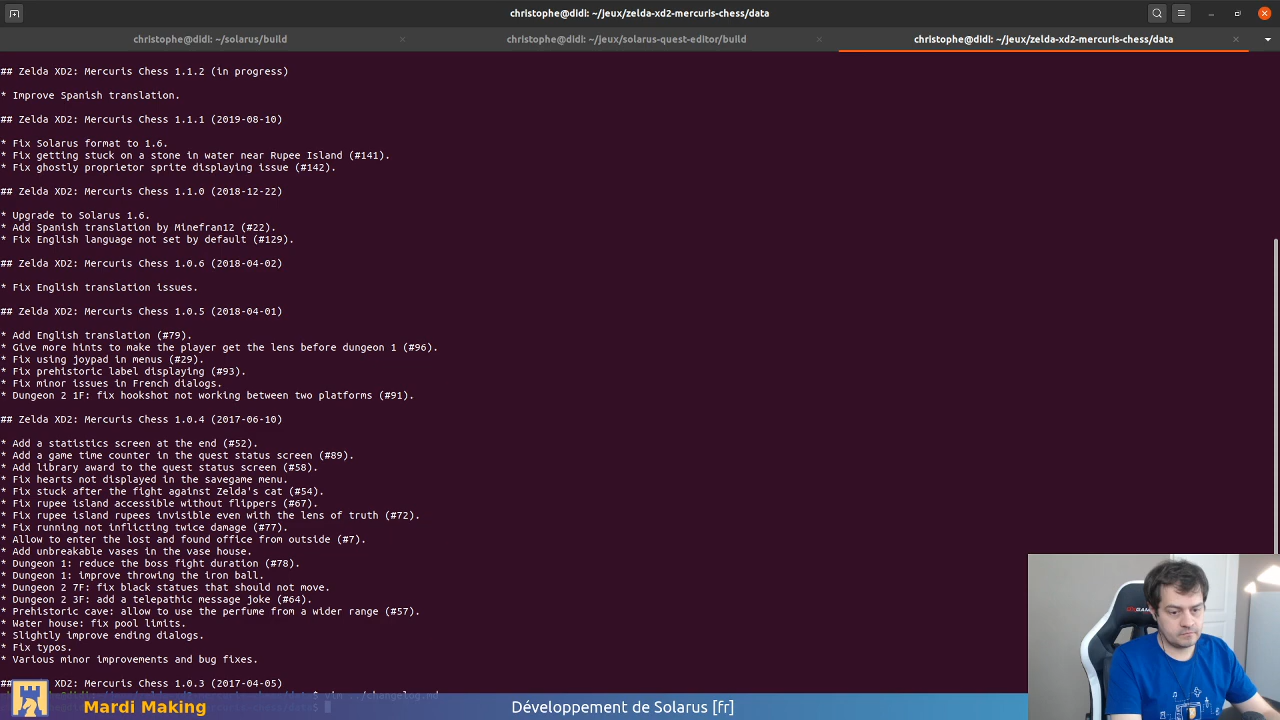 christophe@didi: ~/jeux/zelda-xd2-mercuris-chess/data
christophe@didi: ~/solarus/build
christophe@didi: ~/jeux/solarus-quest-editor/build
christophe@didi: ~/jeux/zelda-xd2-mercuris-chess/data
## Zelda XD2: Mercuris Chess 1.1.2 (in progress)
* Improve Spanish translation.
## Zelda XD2: Mercuris Chess 1.1.1 (2019-08-10)
* Fix Solarus format to 1.6.
* Fix getting stuck on a stone in water near Rupee Island (#141).
* Fix ghostly proprietor sprite displaying issue (#142).
## Zelda XD2: Mercuris Chess 1.1.0 (2018-12-22)
* Upgrade to Solarus 1.6.
* Add Spanish translation by Minefran12 (#22).
* Fix English language not set by default (#129).
## Zelda XD2: Mercuris Chess 1.0.6 (2018-04-02)
* Fix English translation issues.
## Zelda XD2: Mercuris Chess 1.0.5 (2018-04-01)
* Add English translation (#79).
* Give more hints to make the player get the lens before dungeon 1 (#96).
* Fix using joypad in menus (#29).
* Fix prehistoric label displaying (#93).
* Fix minor issues in French dialogs.
* Dungeon 2 1F: fix hookshot not working between two platforms (#91).
## Zelda XD2: Mercuris Chess 1.0.4 (2017-06-10)
* Add a statistics screen at the end (#52).
* Add a game time counter in the quest status screen (#89).
* Add library award to the quest status screen (#58).
* Fix hearts not displayed in the savegame menu.
* Fix stuck after the fight against Zelda's cat (#54).
* Fix rupee island accessible without flippers (#67).
* Fix rupee island rupees invisible even with the lens of truth (#72).
* Fix running not inflicting twice damage (#77).
* Allow to enter the lost and found office from outside (#7).
* Add unbreakable vases in the vase house.
* Dungeon 1: reduce the boss fight duration (#78).
* Dungeon 1: improve throwing the iron ball.
* Dungeon 2 7F: fix black statues that should not move.
* Dungeon 2 3F: add a telepathic message joke (#64).
* Prehistoric cave: allow to use the perfume from a wider range (#57).
* Water house: fix pool limits.
* Slightly improve ending dialogs.
* Fix typos.
* Various minor improvements and bug fixes.
## Zelda XD2: Mercuris Chess 1.0.3 (2017-04-05)
$ vim ../changelog.md
Mardi Making
Développement de Solarus [fr]